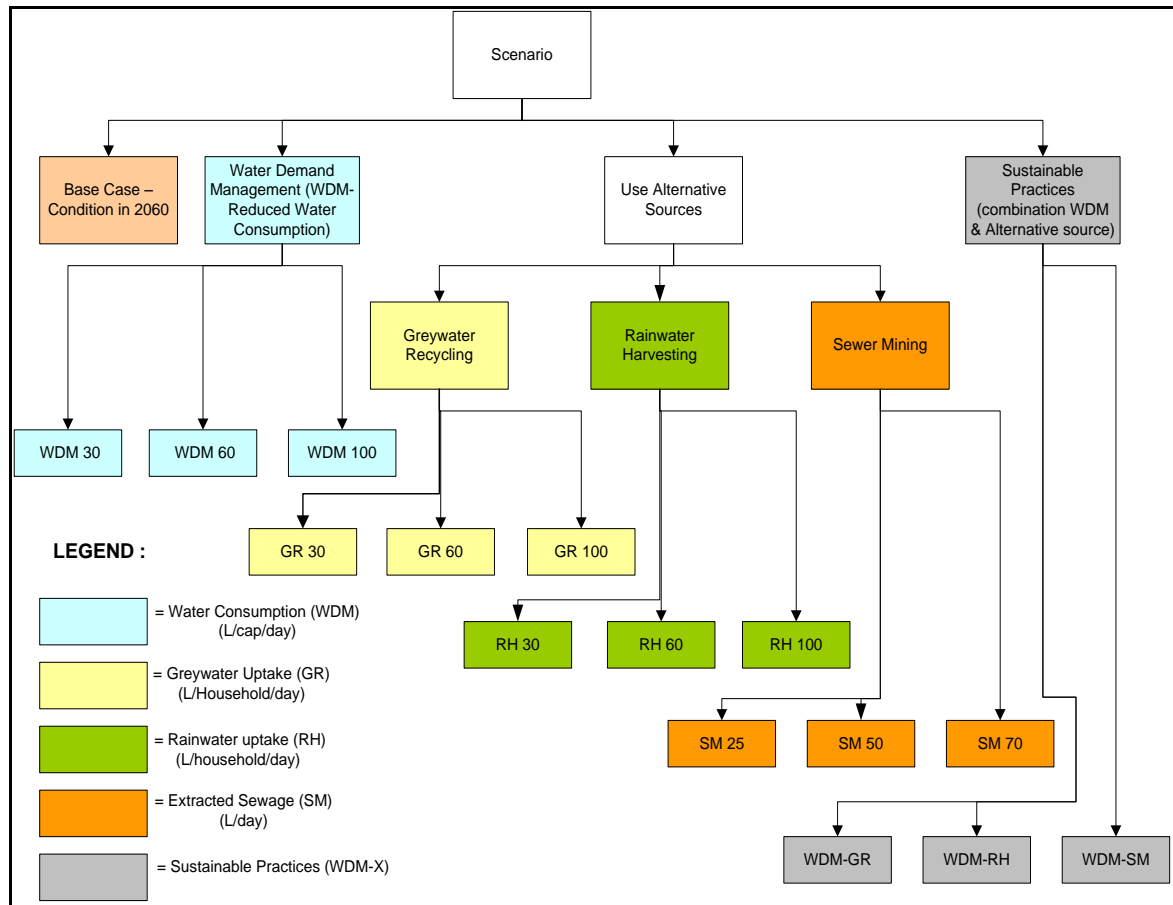 Scenario
Base Case –
Condition in 2060
Water Demand
Management (WDM-
Reduced Water
Consumption)
Use Alternative
Sources
Sustainable
Practices
(combination WDM
& Alternative source)
Greywater
Recycling
Rainwater
Harvesting
Sewer Mining
WDM 30
WDM 60
WDM 100
GR 30
GR 60
GR 100
RH 30
RH 60
RH 100
SM 25
SM 50
SM 70
WDM-GR
WDM-RH
WDM-SM
LEGEND :
= Water Consumption (WDM)
(L/cap/day)
= Greywater Uptake (GR)
(L/Household/day)
= Rainwater uptake (RH)
(L/household/day)
= Extracted Sewage (SM)
(L/day)
= Sustainable Practices (WDM-X)